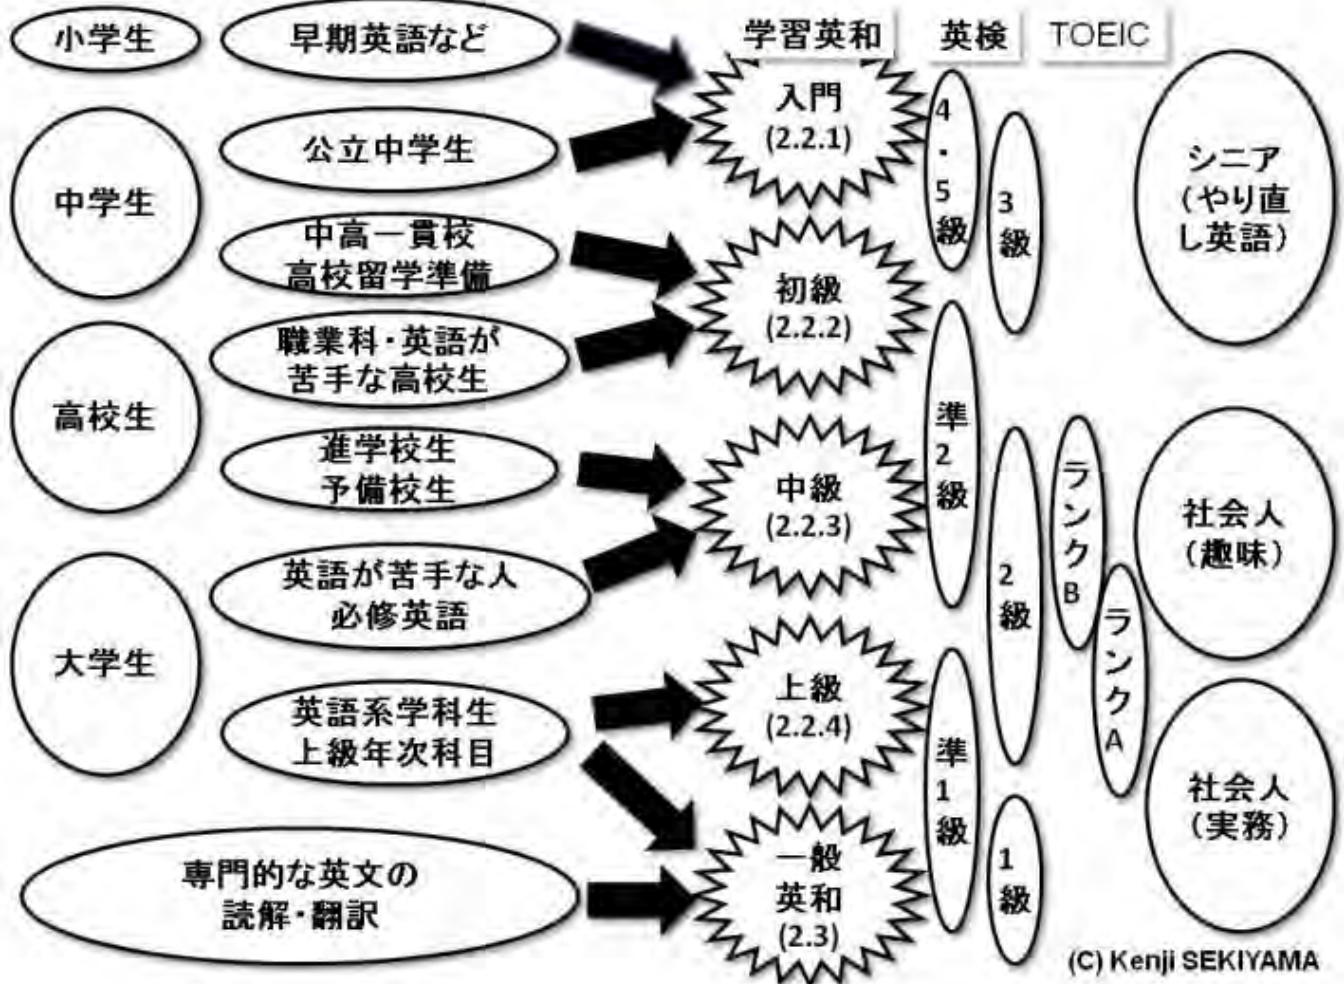 小学生
早期英語など
学習英和
英検
TOEIC
入門
(2.2.1)
4・5級
3級
シニア
（やり直
し英語）
中学生
公立中学生
中高一貫校
高校留学準備
初級
(2.2.2)
高校生
職業科・英語が
苦手な高校生
進学校生
予備校生
中級
(2.2.3)
準2級
2級
ランクB
ランクA
社会人
（趣味）
大学生
英語が苦手な人
必修英語
英語系学科生
上級年次科目
上級
(2.2.4)
準1級
1級
社会人
（実務）
専門的な英文の
読解・翻訳
一般
英和
(2.3)
(C) Kenji SEKIYAMA